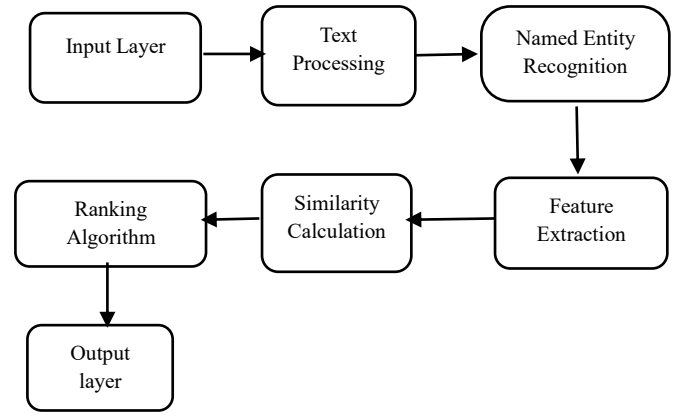 Input Layer
Text
Processing
Named Entity
Recognition
Feature
Extraction
Similarity
Calculation
Ranking
Algorithm
Output
layer